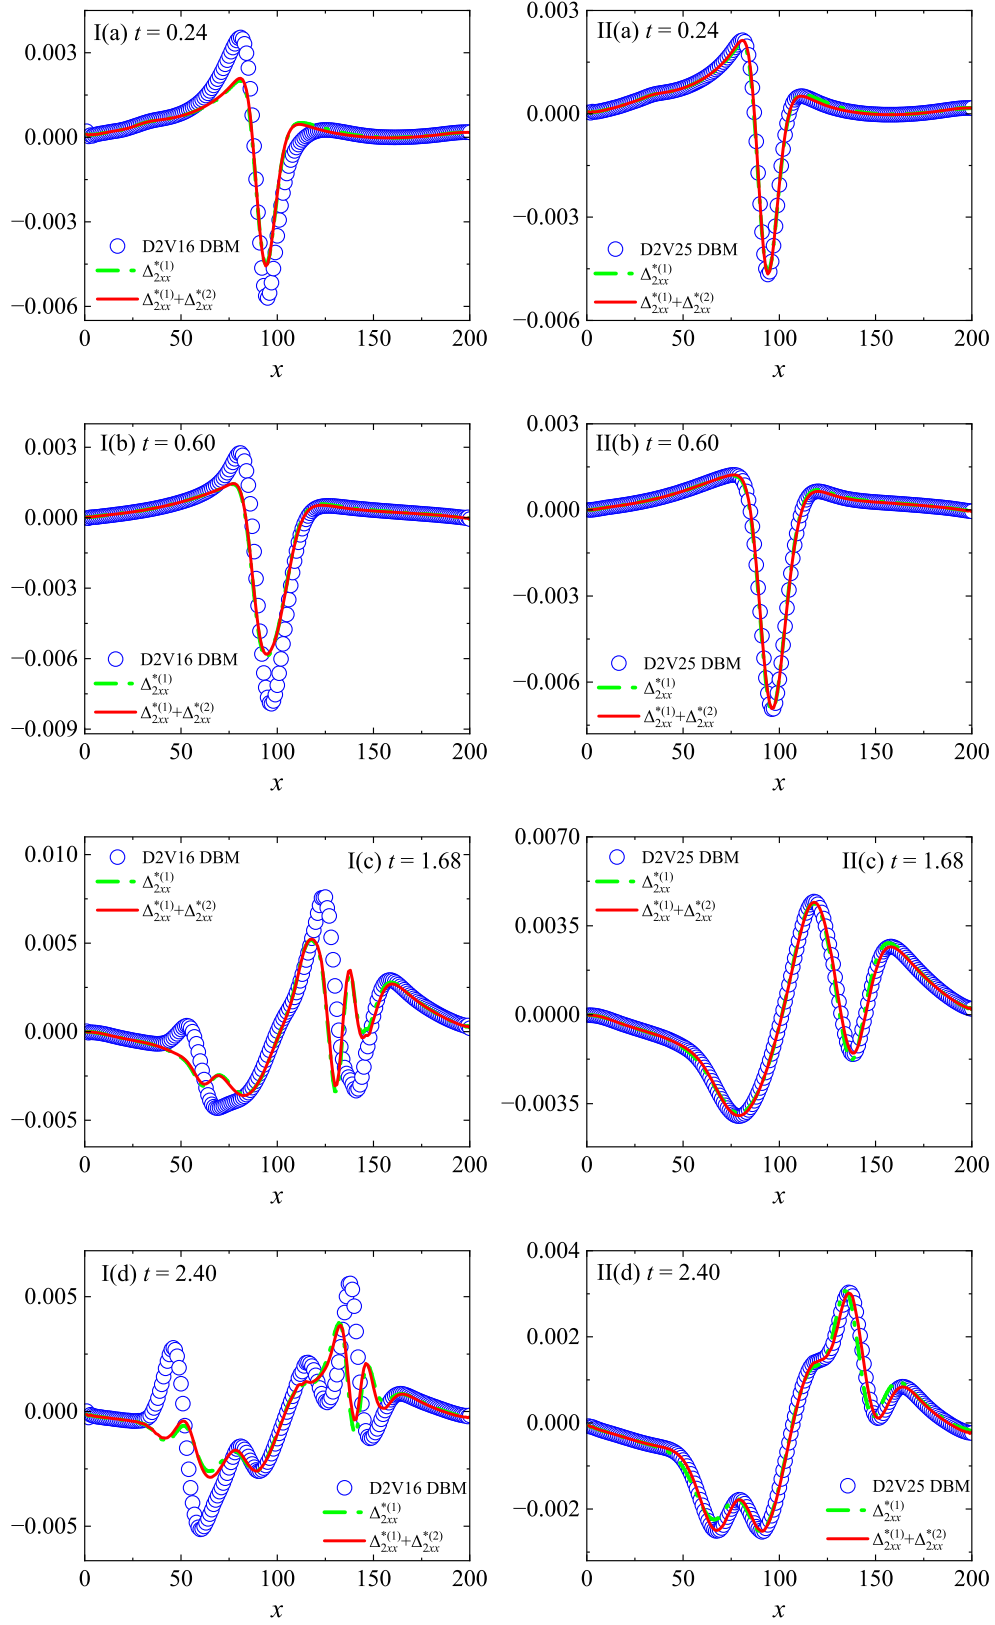 I(a) t = 0.24
0.003
0.000
−0.003
−0.006
D2V16 DBM
Δ*(1)2xx
Δ*(1)2xx+Δ*(2)2xx
0 50 100 150 200
x
II(a) t = 0.24
0.003
0.000
−0.003
−0.006
D2V25 DBM
Δ*(1)2xx
Δ*(1)2xx+Δ*(2)2xx
0 50 100 150 200
x
I(b) t = 0.60
0.003
0.000
−0.003
−0.006
−0.009
D2V16 DBM
Δ*(1)2xx
Δ*(1)2xx+Δ*(2)2xx
0 50 100 150 200
x
II(b) t = 0.60
0.003
0.000
−0.003
−0.006
D2V25 DBM
Δ*(1)2xx
Δ*(1)2xx+Δ*(2)2xx
0 50 100 150 200
x
I(c) t = 1.68
0.010
0.005
0.000
−0.005
D2V16 DBM
Δ*(1)2xx
Δ*(1)2xx+Δ*(2)2xx
0 50 100 150 200
x
II(c) t = 1.68
0.0070
0.0035
0.0000
−0.0035
D2V25 DBM
Δ*(1)2xx
Δ*(1)2xx+Δ*(2)2xx
0 50 100 150 200
x
I(d) t = 2.40
0.005
0.000
−0.005
D2V16 DBM
Δ*(1)2xx
Δ*(1)2xx+Δ*(2)2xx
0 50 100 150 200
x
II(d) t = 2.40
0.004
0.002
0.000
−0.002
D2V25 DBM
Δ*(1)2xx
Δ*(1)2xx+Δ*(2)2xx
0 50 100 150 200
x